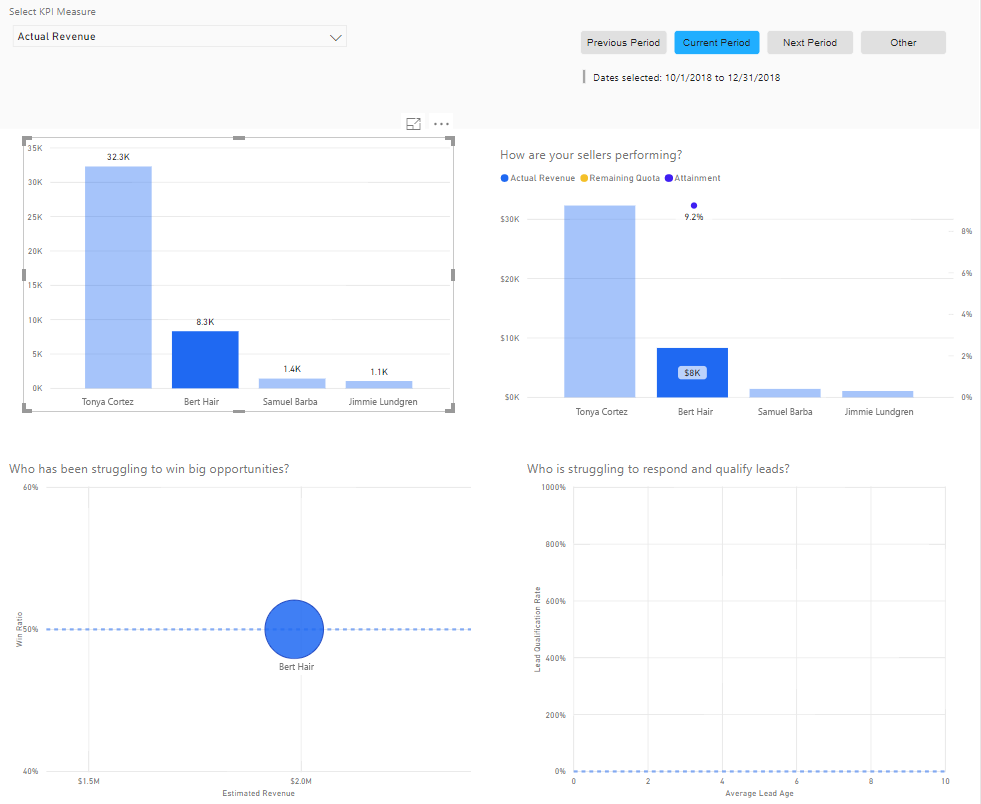 Select KPI Measure
Actual Revenue
Previous Period
Current Period
Next Period
Other
Dates selected: 10/1/2018 to 12/31/2018
35K
30K
25K
20K
15K
10K
5K
0K
32.3K
8.3K
1.4K
1.1K
Tonya Cortez
Bert Hair
Samuel Barba
Jimmie Lundgren
How are your sellers performing?
Actual Revenue
Remaining Quota
Attainment
$30K
$20K
$10K
$0K
9.2%
$8K
8%
6%
4%
2%
0%
Tonya Cortez
Bert Hair
Samuel Barba
Jimmie Lundgren
Who has been struggling to win big opportunities?
60%
50%
40%
Win Ratio
Bert Hair
$1.5M
$2.0M
Estimated Revenue
Who is struggling to respond and qualify leads?
1000%
800%
600%
400%
200%
0%
Lead Qualification Rate
0
2
4
6
8
10
Average Lead Age